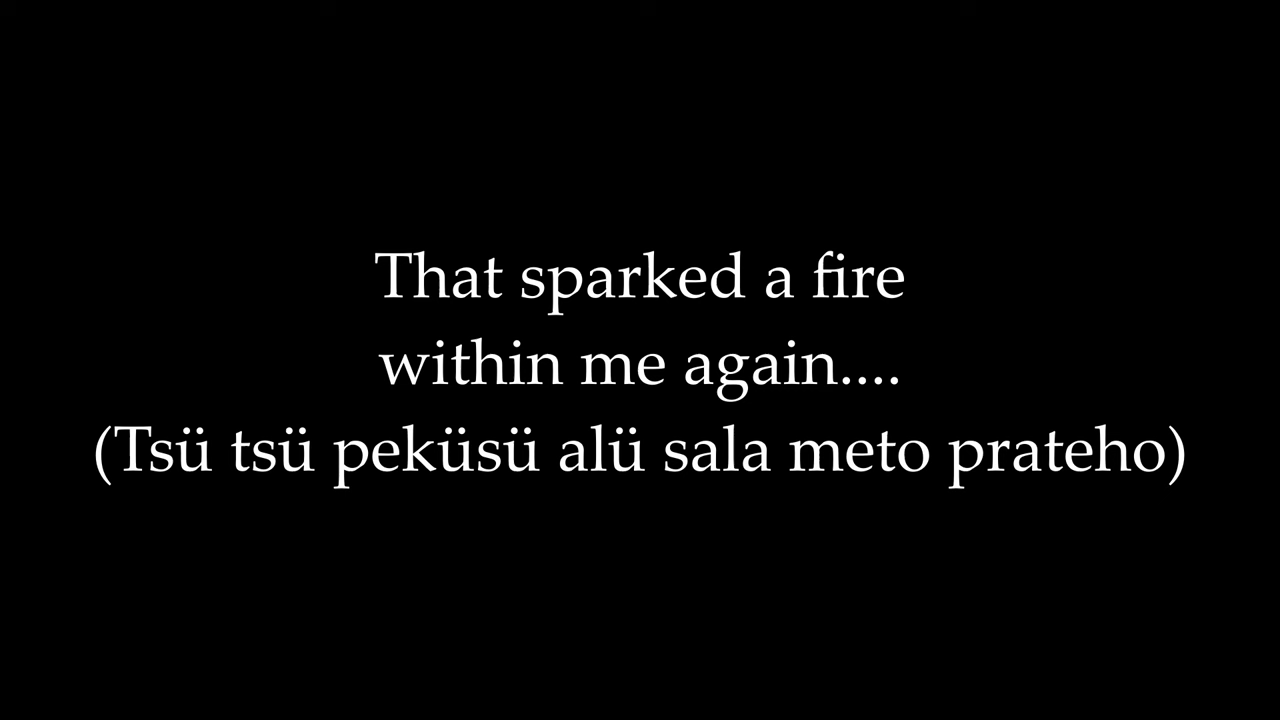 That sparked a fire
within me again....
(Tsü tsü peküsü alü sala meto prateho)